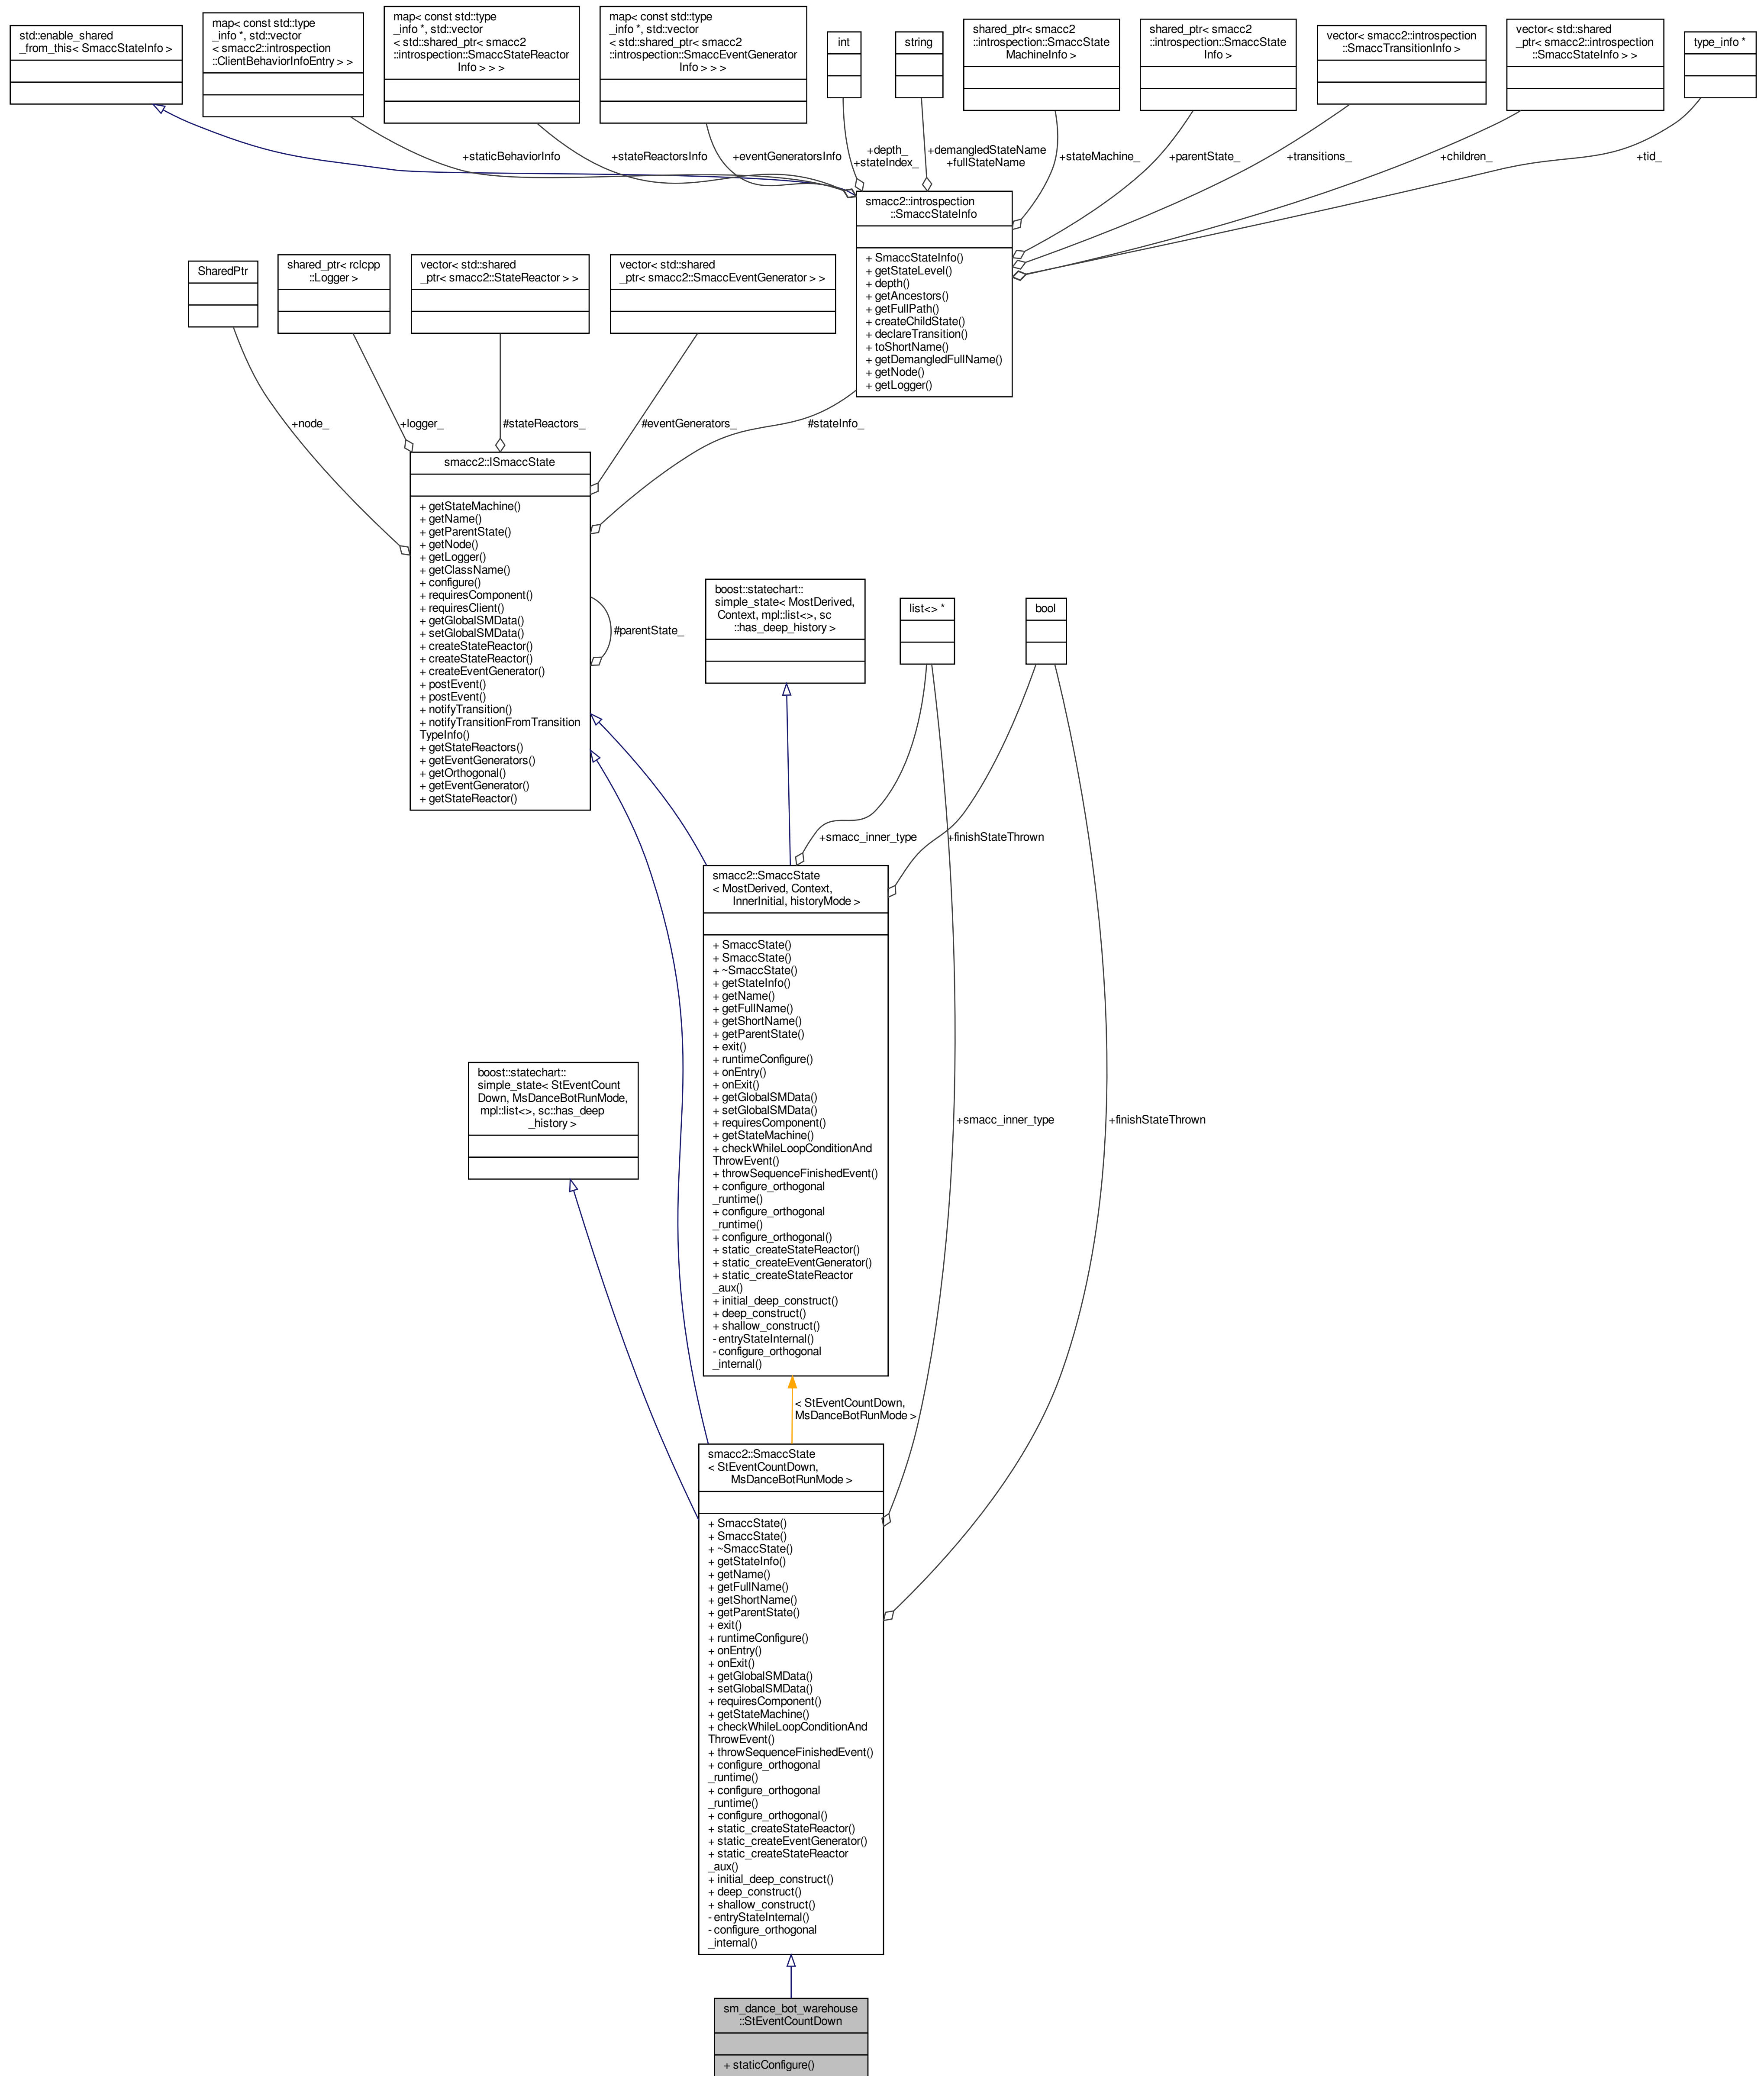 std::enable_shared
_from_this< SmaccStateInfo >
map< const std::type
_info *, std::vector
< smacc2::introspection
::ClientBehaviorInfoEntry > >
map< const std::type
_info *, std::vector
< std::shared_ptr< smacc2
::introspection::SmaccStateReactor
Info > > >
map< const std::type
_info *, std::vector
< std::shared_ptr< smacc2
::introspection::SmaccEventGenerator
Info > > >
int
string
shared_ptr< smacc2
::introspection::SmaccState
MachineInfo >
shared_ptr< smacc2
::introspection::SmaccState
Info >
vector< smacc2::introspection
::SmaccTransitionInfo >
vector< std::shared
_ptr< smacc2::introspection
::SmaccStateInfo > >
type_info *
+staticBehaviorInfo
+stateReactorsInfo
+eventGeneratorsInfo
+depth_
+stateIndex_
+demangledStateName
+fullStateName
+stateMachine_
+parentState_
+transitions_
+children_
+tid_
smacc2::introspection
::SmaccStateInfo
+ SmaccStateInfo()
+ getStateLevel()
+ depth()
+ getAncestors()
+ getFullPath()
+ createChildState()
+ declareTransition()
+ toShortName()
+ getDemangledFullName()
+ getNode()
+ getLogger()
SharedPtr
shared_ptr< rclcpp
::Logger >
vector< std::shared
_ptr< smacc2::StateReactor > >
vector< std::shared
_ptr< smacc2::SmaccEventGenerator > >
+node_
+logger_
#stateReactors_
#eventGenerators_
#stateInfo_
smacc2::ISmaccState
+ getStateMachine()
+ getName()
+ getParentState()
+ getNode()
+ getLogger()
+ getClassName()
+ configure()
+ requiresComponent()
+ requiresClient()
+ getGlobalSMData()
+ setGlobalSMData()
+ createStateReactor()
+ createStateReactor()
+ createEventGenerator()
+ postEvent()
+ postEvent()
+ notifyTransition()
+ notifyTransitionFromTransition
TypeInfo()
+ getStateReactors()
+ getEventGenerators()
+ getOrthogonal()
+ getEventGenerator()
+ getStateReactor()
#parentState_
boost::statechart::
simple_state< MostDerived,
Context, mpl::list<>, sc
::has_deep_history >
list<> *
bool
+smacc_inner_type
+finishStateThrown
smacc2::SmaccState
< MostDerived, Context,
InnerInitial, historyMode >
+ SmaccState()
+ SmaccState()
+ ~SmaccState()
+ getStateInfo()
+ getName()
+ getFullName()
+ getShortName()
+ getParentState()
+ exit()
+ runtimeConfigure()
+ onEntry()
+ onExit()
+ getGlobalSMData()
+ setGlobalSMData()
+ requiresComponent()
+ getStateMachine()
+ checkWhileLoopConditionAnd
ThrowEvent()
+ throwSequenceFinishedEvent()
+ configure_orthogonal
_runtime()
+ configure_orthogonal
_runtime()
+ configure_orthogonal()
+ static_createStateReactor()
+ static_createEventGenerator()
+ static_createStateReactor
_aux()
+ initial_deep_construct()
+ deep_construct()
+ shallow_construct()
- entryStateInternal()
- configure_orthogonal
_internal()
boost::statechart::
simple_state< StEventCount
Down, MsDanceBotRunMode,
mpl::list<>, sc::has_deep
_history >
+smacc_inner_type
+finishStateThrown
< StEventCountDown,
MsDanceBotRunMode >
smacc2::SmaccState
< StEventCountDown,
MsDanceBotRunMode >
+ SmaccState()
+ SmaccState()
+ ~SmaccState()
+ getStateInfo()
+ getName()
+ getFullName()
+ getShortName()
+ getParentState()
+ exit()
+ runtimeConfigure()
+ onEntry()
+ onExit()
+ getGlobalSMData()
+ setGlobalSMData()
+ requiresComponent()
+ getStateMachine()
+ checkWhileLoopConditionAnd
ThrowEvent()
+ throwSequenceFinishedEvent()
+ configure_orthogonal
_runtime()
+ configure_orthogonal
_runtime()
+ configure_orthogonal()
+ static_createStateReactor()
+ static_createEventGenerator()
+ static_createStateReactor
_aux()
+ initial_deep_construct()
+ deep_construct()
+ shallow_construct()
- entryStateInternal()
- configure_orthogonal
_internal()
sm_dance_bot_warehouse
::StEventCountDown
+ staticConfigure()